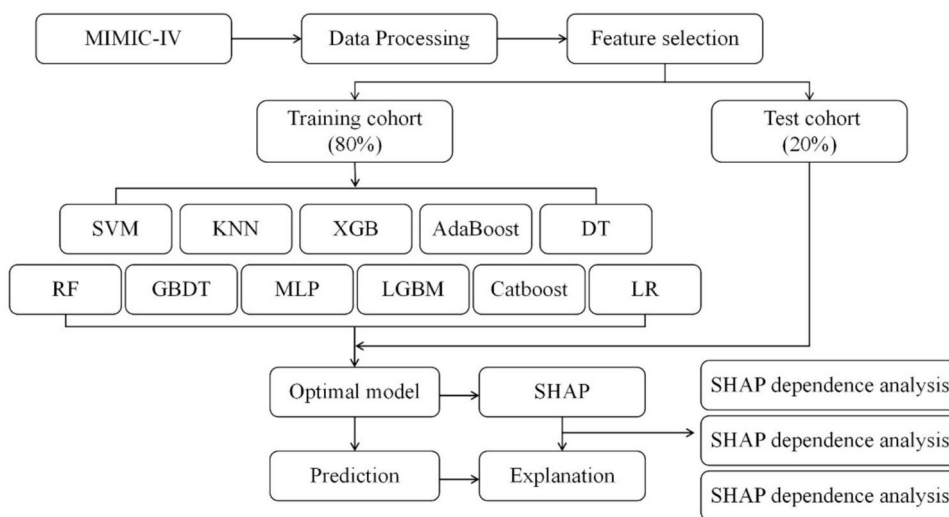 MIMIC-IV
Data Processing
Feature selection
Training cohort
(80%)
Test cohort
(20%)
SVM
KNN
XGB
AdaBoost
DT
RF
GBDT
MLP
LGBM
Catboost
LR
Optimal model
SHAP
SHAP dependence analysis
SHAP dependence analysis
Prediction
Explanation
SHAP dependence analysis